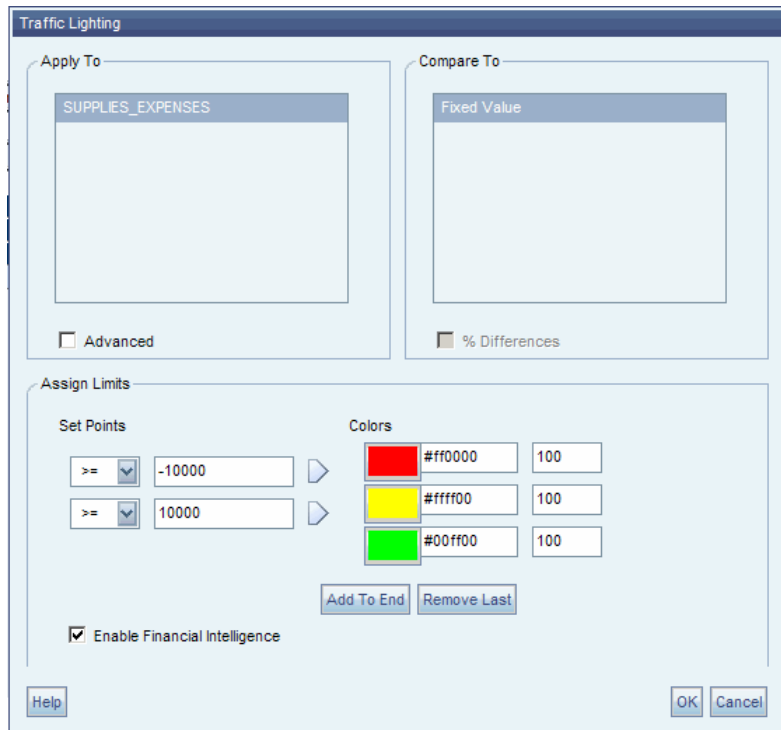 Traffic Lighting
Apply To
Compare To
SUPPLIES_EXPENSES
Fixed Value
Advanced
% Differences
Assign Limits
Set Points
Colors
>= -10000
#ff0000 100
>= 10000
#ffff00 100
#00ff00 100
Add To End Remove Last
Enable Financial Intelligence
Help OK Cancel